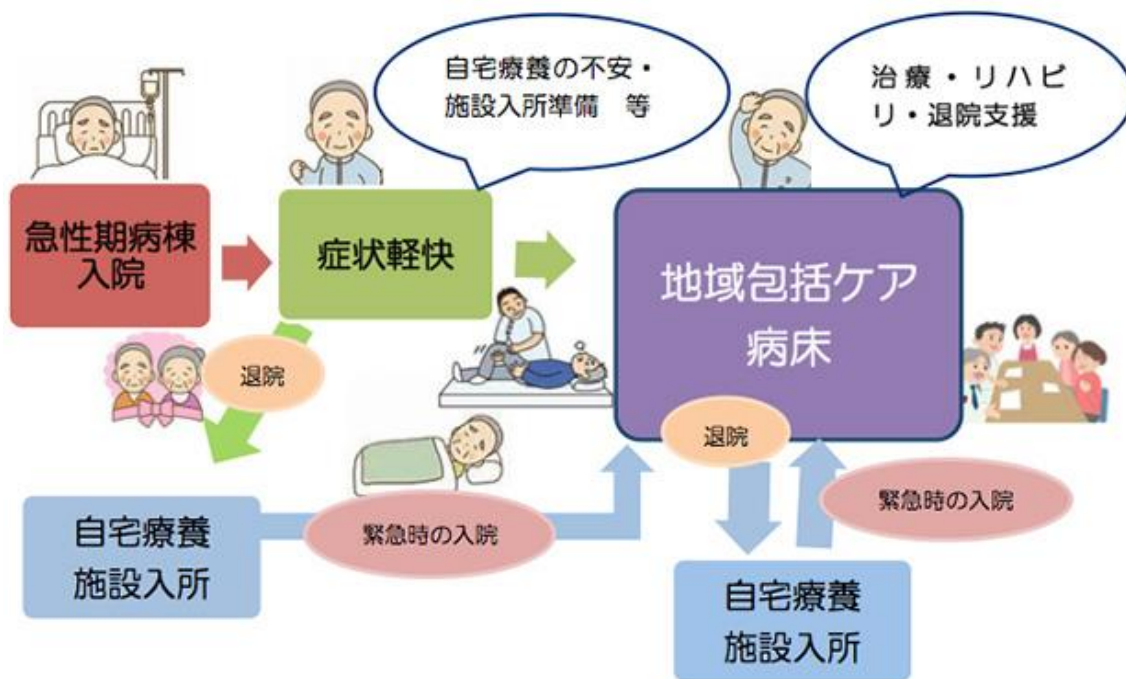 自宅療養の不安・
施設入所準備　等
治療・リハビ
リ・退院支援
急性期病棟
入院
症状軽快
地域包括ケア
病床
退院
退院
緊急時の入院
緊急時の入院
自宅療養
施設入所
自宅療養
施設入所